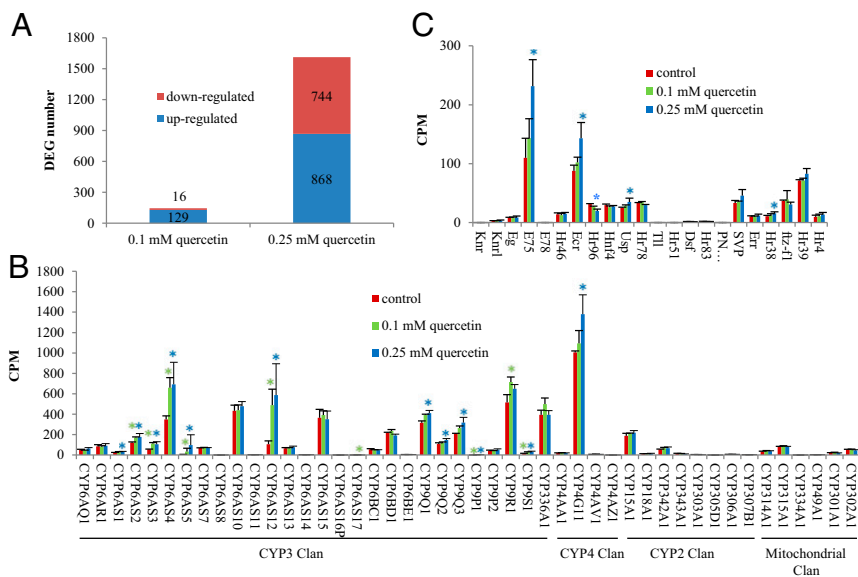 A
DEG number
1800
1500
1200
900
600
300
0
down-regulated
up-regulated
16
129
744
868
0.1 mM quercetin
0.25 mM quercetin
C
CPM
300
200
100
0
control
0.1 mM quercetin
0.25 mM quercetin
*
*
*
*
*
Knr
Knrl
Eg
E75
E78
Hr46
Ecr
Hr96
Hnf4
Usp
Hr78
Tll
Hr51
Dsf
Hr83
PN…
SVP
Err
Hr38
ftz-f1
Hr39
Hr4
B
CPM
1800
1600
1400
1200
1000
800
600
400
200
0
control
0.1 mM quercetin
0.25 mM quercetin
* * * * * * * * * * * * * * * * * * * * * *
CYP6AQ1
CYP6AR1
CYP6AS1
CYP6AS2
CYP6AS3
CYP6AS4
CYP6AS5
CYP6AS7
CYP6AS8
CYP6AS10
CYP6AS11
CYP6AS12
CYP6AS13
CYP6AS14
CYP6AS15
CYP6AS16P
CYP6AS17
CYP6BC1
CYP6BD1
CYP6BE1
CYP9Q1
CYP9Q2
CYP9Q3
CYP9P1
CYP9P2
CYP9R1
CYP9S1
CYP336A1
CYP4AA1
CYP4G11
CYP4AV1
CYP4AZ1
CYP15A1
CYP18A1
CYP342A1
CYP343A1
CYP303A1
CYP305D1
CYP306A1
CYP307B1
CYP314A1
CYP315A1
CYP334A1
CYP49A1
CYP301A1
CYP302A1
CYP3 Clan
CYP4 Clan
CYP2 Clan
Mitochondrial
Clan